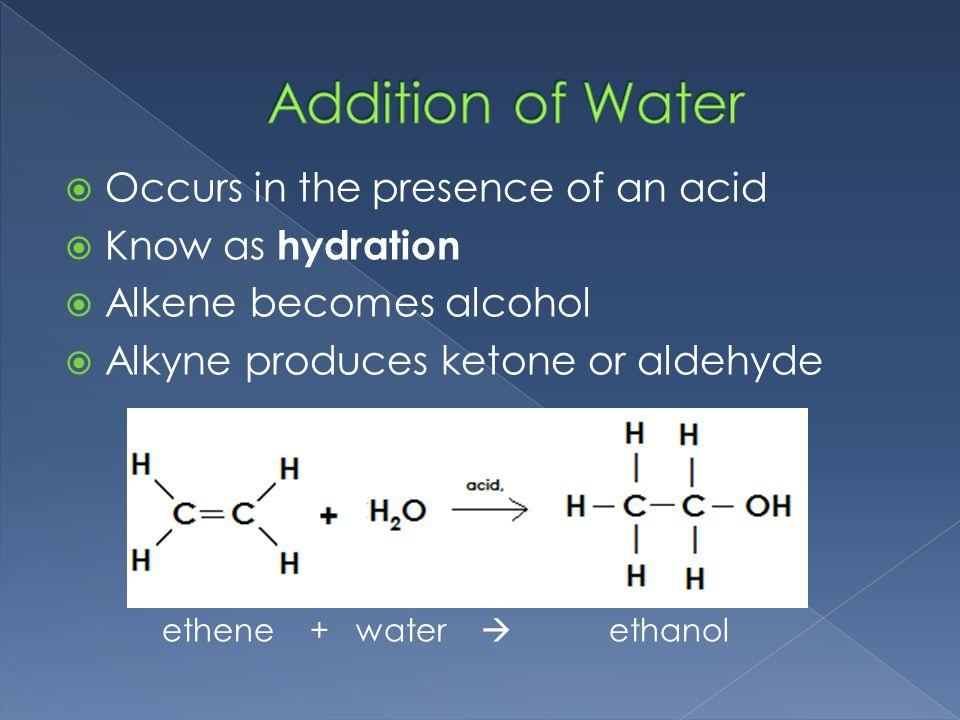 Addition of Water
Occurs in the presence of an acid
Know as hydration
Alkene becomes alcohol
Alkyne produces ketone or aldehyde
H H H H
C=C + H₂O acid, H–C–C–OH
H H H H
ethene + water → ethanol